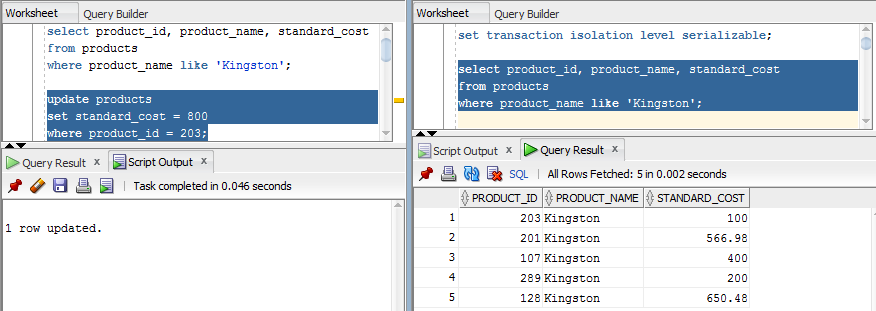 Worksheet Query Builder
select product_id, product_name, standard_cost
from products
where product_name like 'Kingston';
update products
set standard_cost = 800
where product_id = 203;
Query Result x Script Output x
Task completed in 0.046 seconds
1 row updated.
Worksheet Query Builder
set transaction isolation level serializable;
select product_id, product_name, standard_cost
from products
where product_name like 'Kingston';
Script Output x Query Result x
SQL All Rows Fetched: 5 in 0.002 seconds
PRODUCT_ID PRODUCT_NAME STANDARD_COST
1 203 Kingston 100
2 201 Kingston 566.98
3 107 Kingston 400
4 289 Kingston 200
5 128 Kingston 650.48